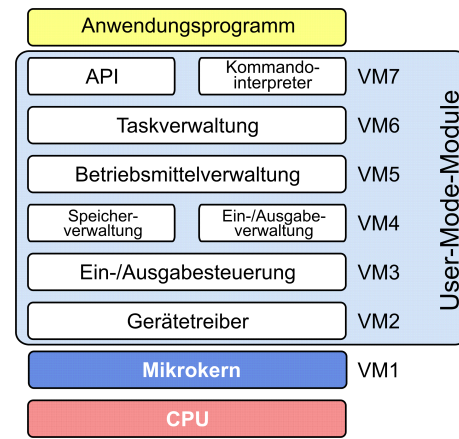 Anwendungsprogramm
API
Kommando-
interpreter
VM7
Taskverwaltung
VM6
Betriebsmittelverwaltung
VM5
Speicher-
verwaltung
Ein-/Ausgabe-
verwaltung
VM4
Ein-/Ausgabesteuerung
VM3
Gerätetreiber
VM2
User-Mode-Module
Mikrokern
VM1
CPU